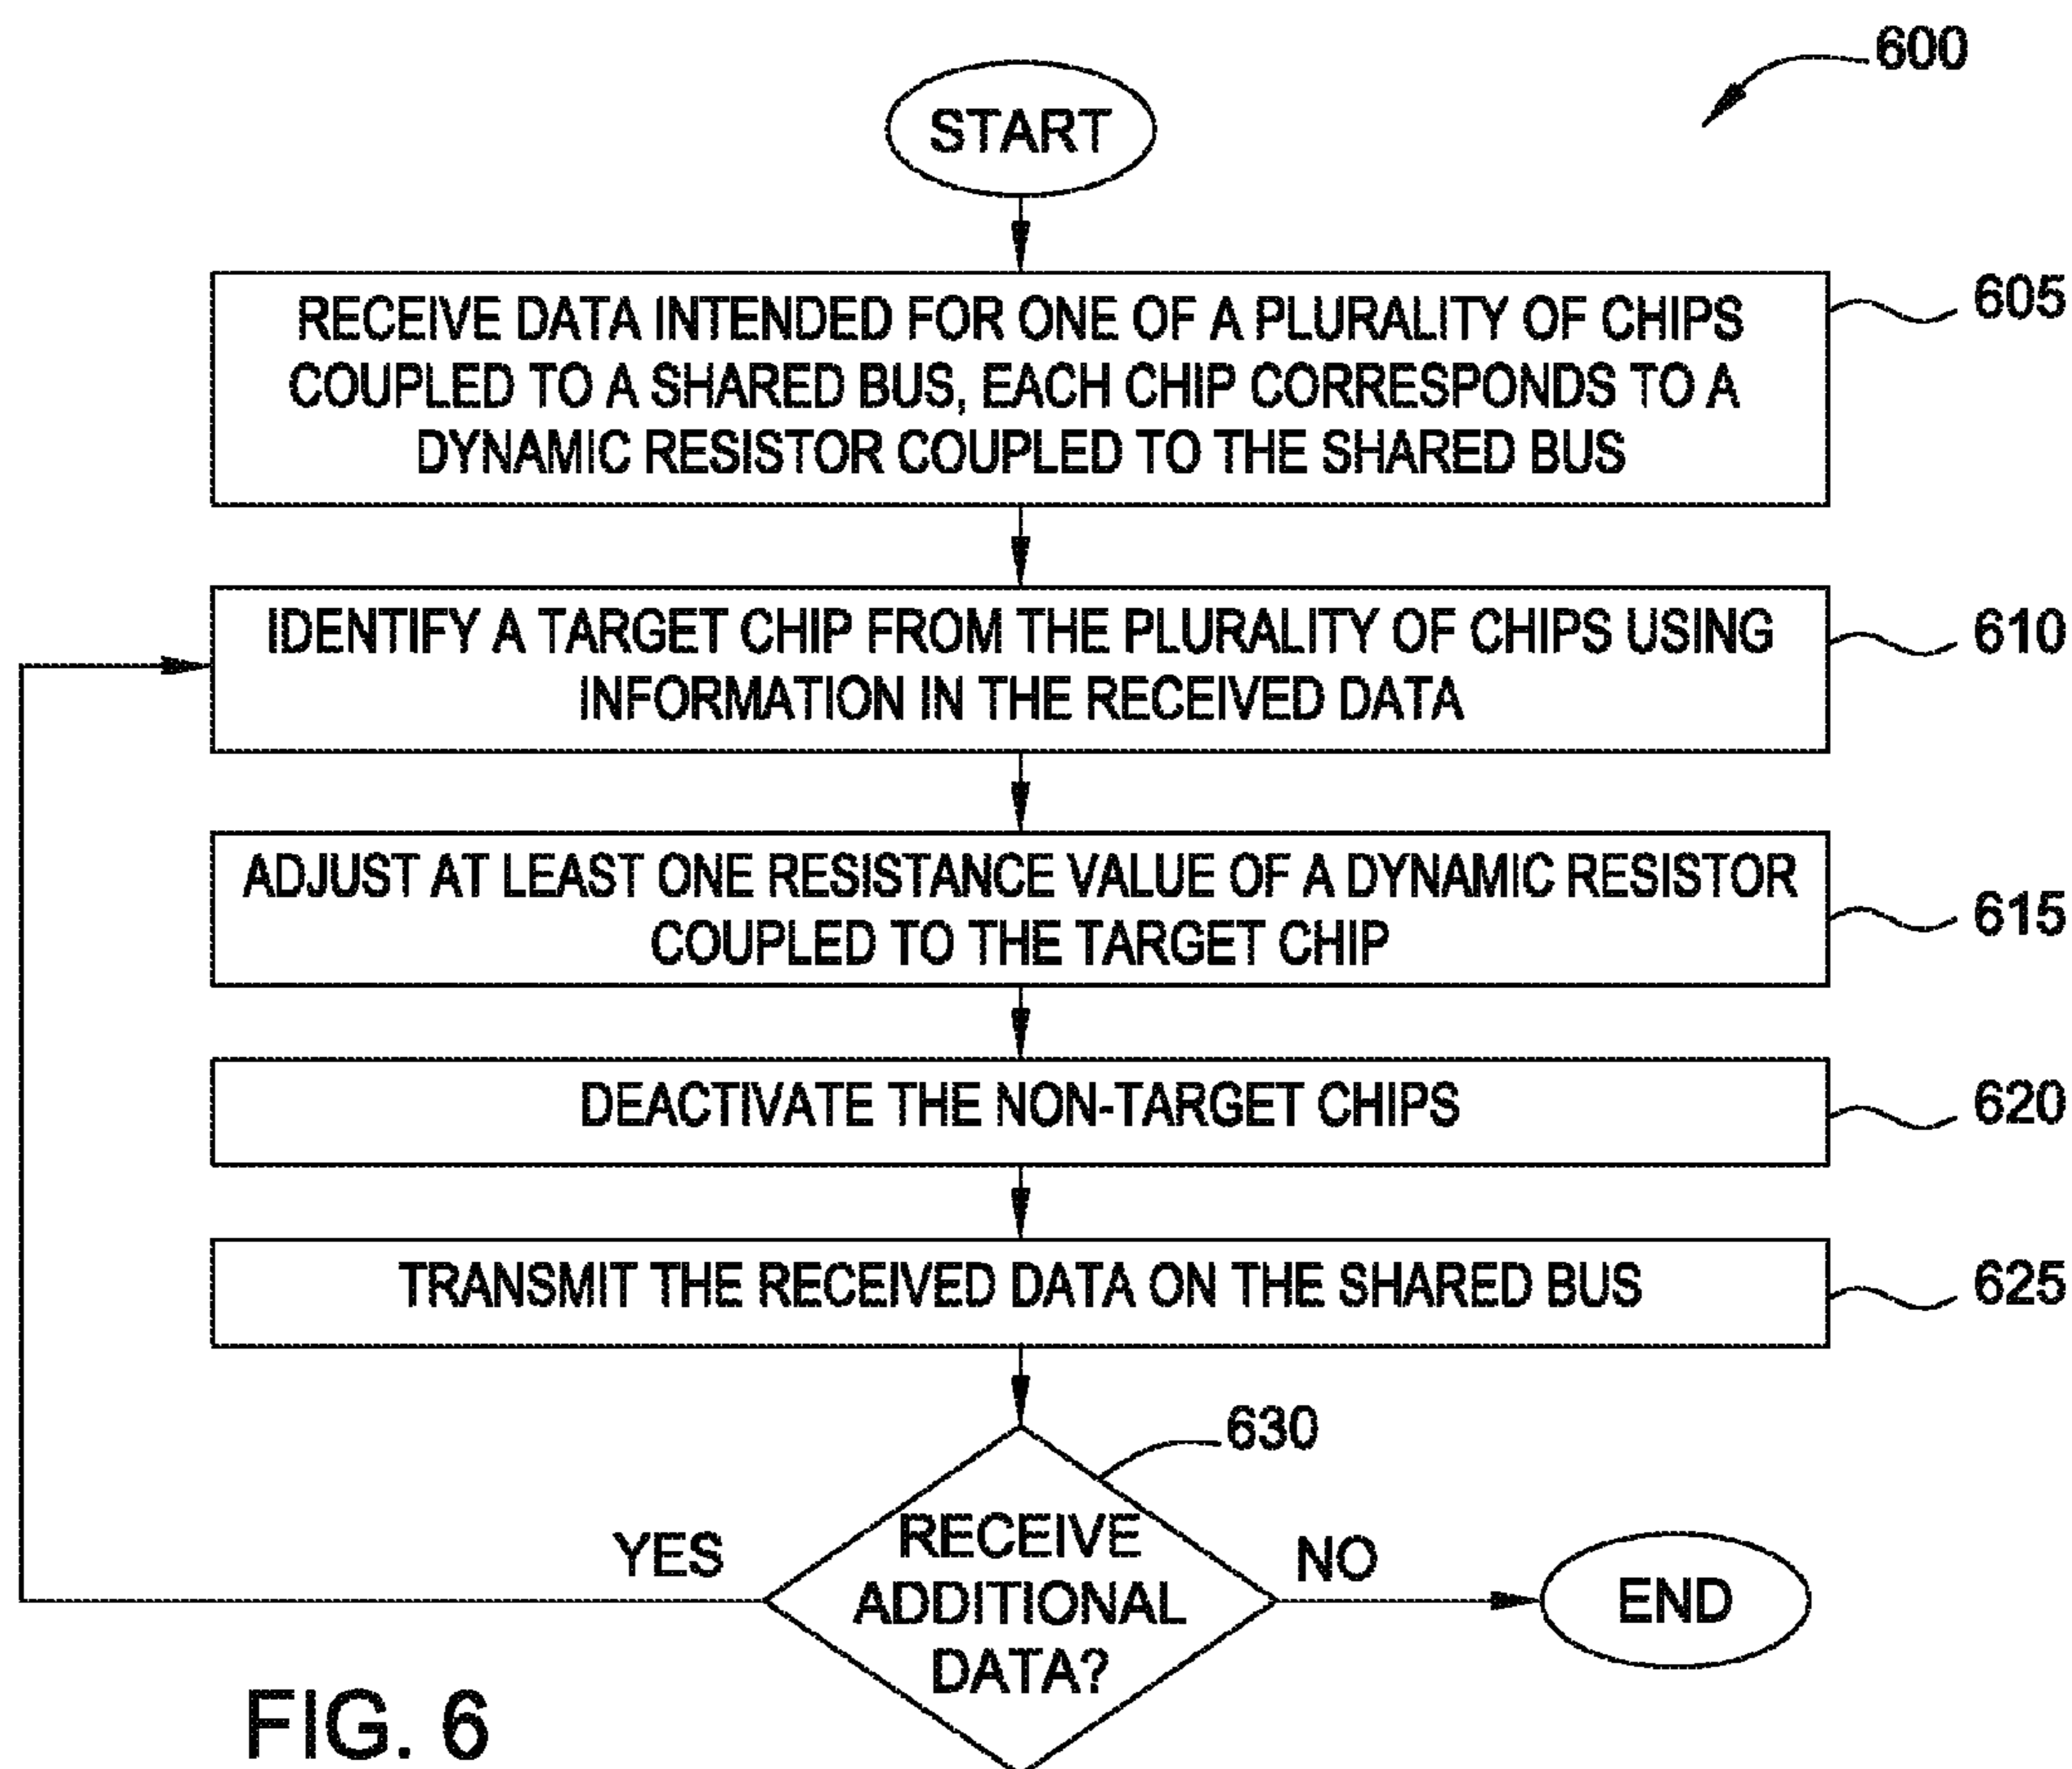 600
START
RECEIVE DATA INTENDED FOR ONE OF A PLURALITY OF CHIPS
COUPLED TO A SHARED BUS, EACH CHIP CORRESPONDS TO A
DYNAMIC RESISTOR COUPLED TO THE SHARED BUS
605
IDENTIFY A TARGET CHIP FROM THE PLURALITY OF CHIPS USING
INFORMATION IN THE RECEIVED DATA
610
ADJUST AT LEAST ONE RESISTANCE VALUE OF A DYNAMIC RESISTOR
COUPLED TO THE TARGET CHIP
615
DEACTIVATE THE NON-TARGET CHIPS
620
TRANSMIT THE RECEIVED DATA ON THE SHARED BUS
625
630
RECEIVE
ADDITIONAL
DATA?
YES
NO
END
FIG. 6